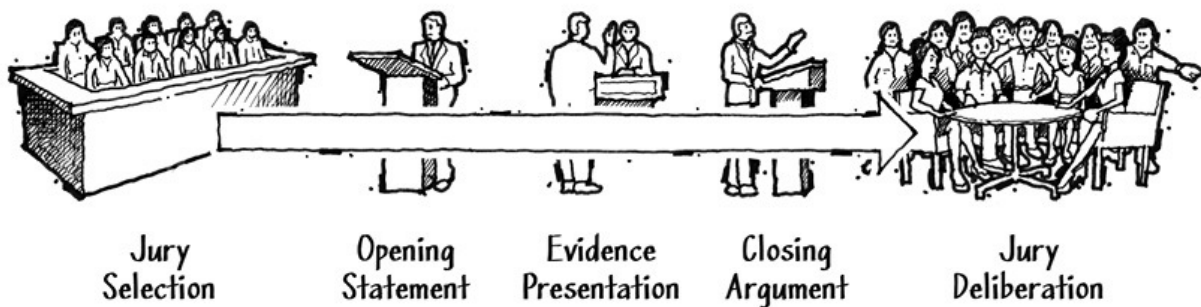 Jury
Selection
Opening
Statement
Evidence
Presentation
Closing
Argument
Jury
Deliberation